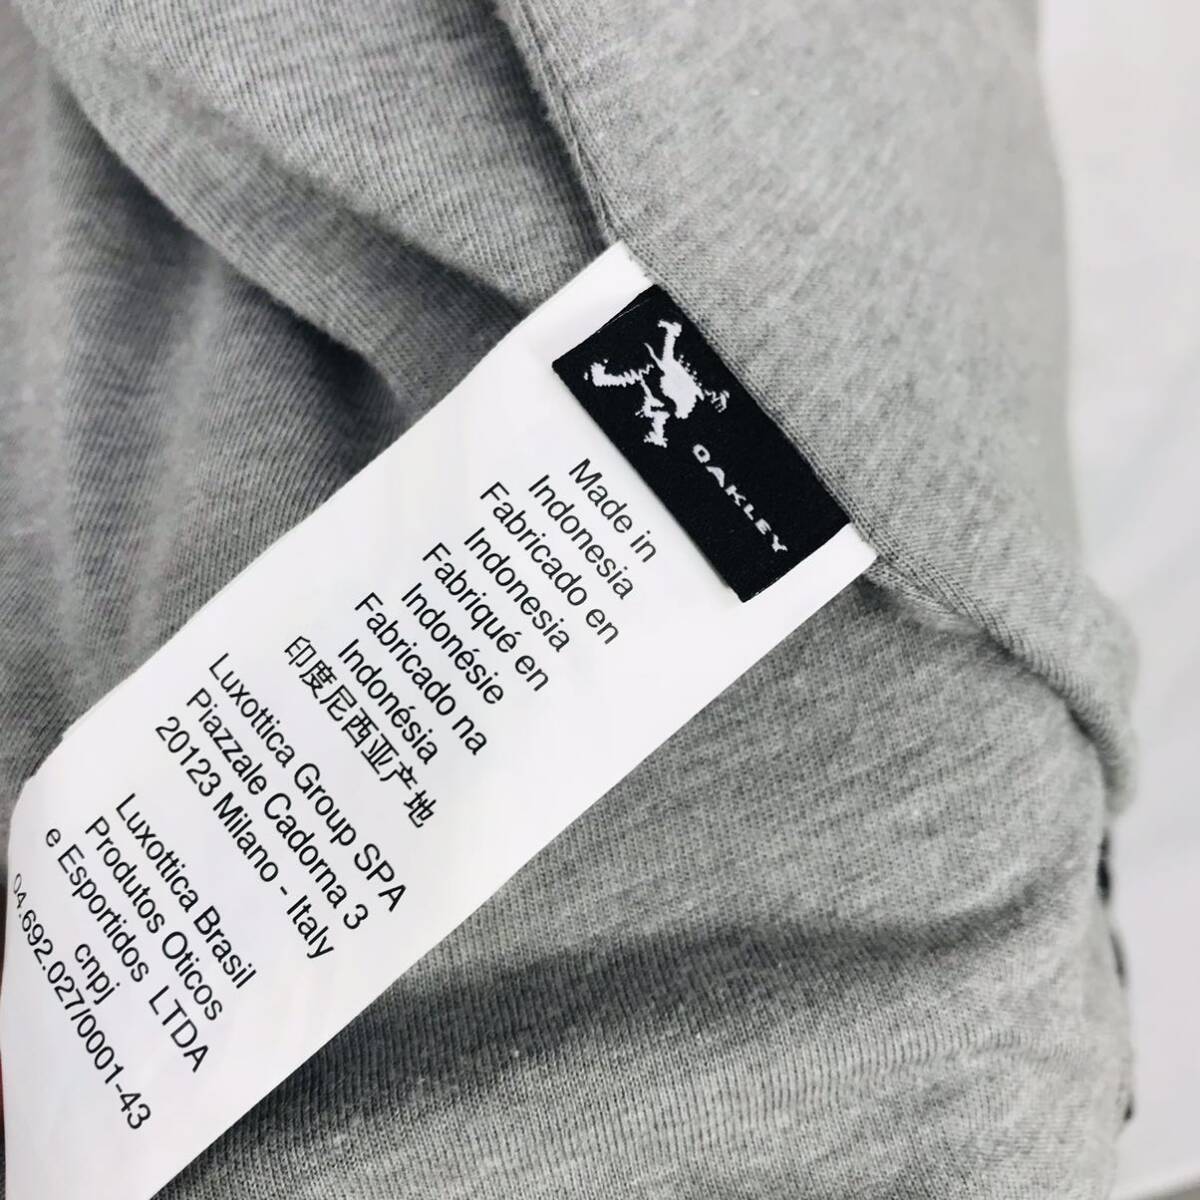 OAKLEY
Made in
Indonesia
Fabricado en
Indonesia
Fabriqué en
Indonésie
Fabricado na
Indonésia
印度尼西亚产地
Luxottica Group SPA
Piazzale Cadorna 3
20123 Milano - Italy
Luxottica Brasil
Produtos Oticos
e Esportidos LTDA
cnpj
04.692.027/0001-43